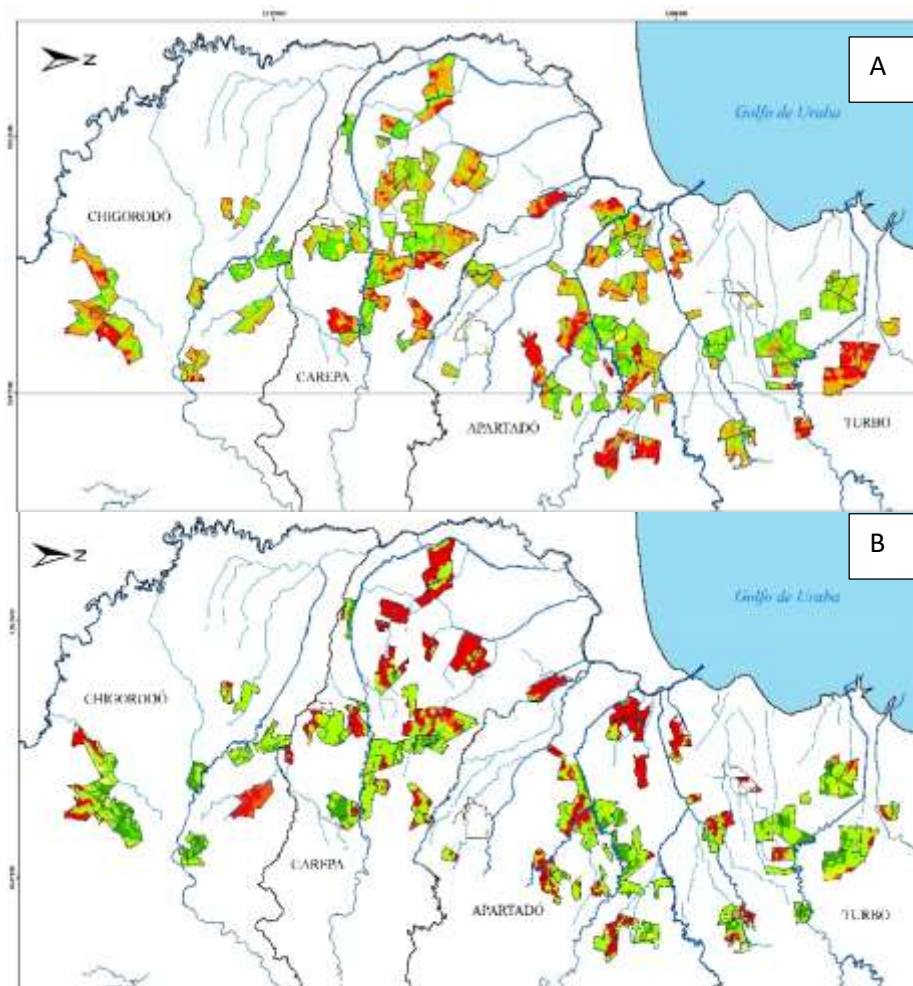 A
N
Golfo de Uraba
CHIGORODÓ
CAREPA
APARTADÓ
TURBO
B
N
Golfo de Uraba
CHIGORODÓ
CAREPA
APARTADÓ
TURBO